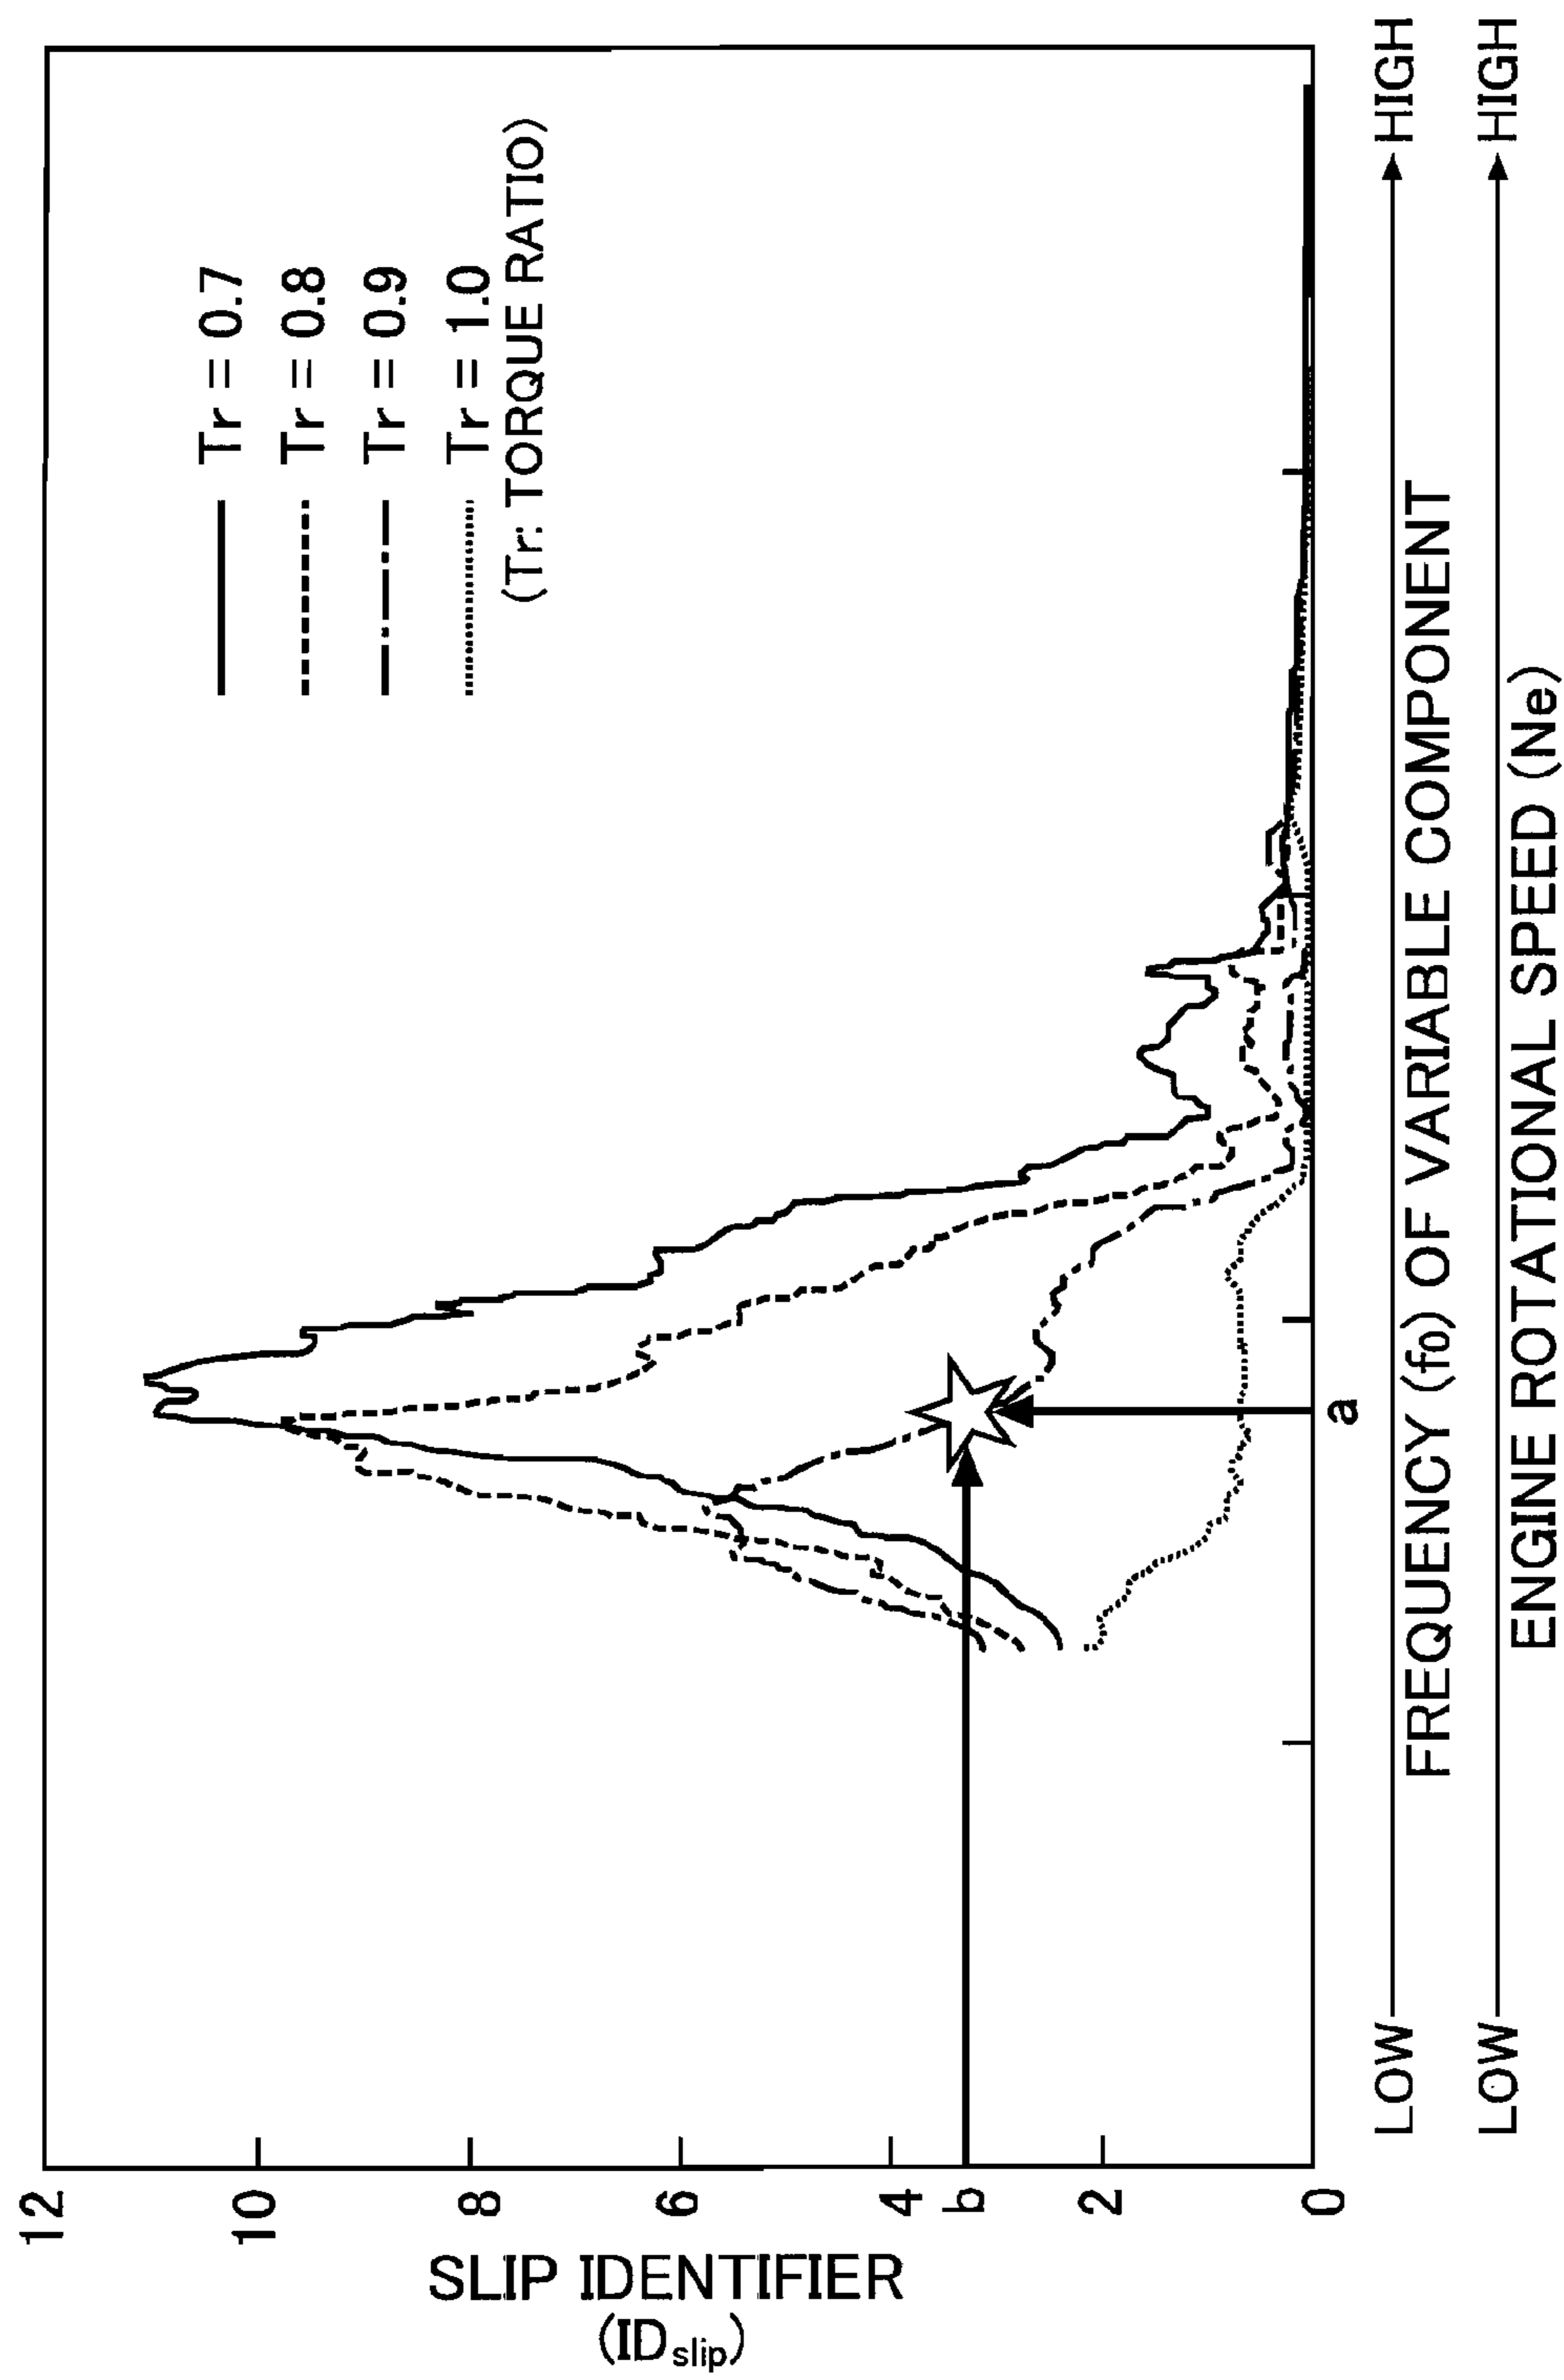 12
10
8
6
4
b
2
0
SLIP IDENTIFIER
(IDslip)
Tr = 0.7
Tr = 0.8
Tr = 0.9
Tr = 1.0
(Tr: TORQUE RATIO)
a
LOW HIGH
FREQUENCY (f0) OF VARIABLE COMPONENT
LOW HIGH
ENGINE ROTATIONAL SPEED (Ne)